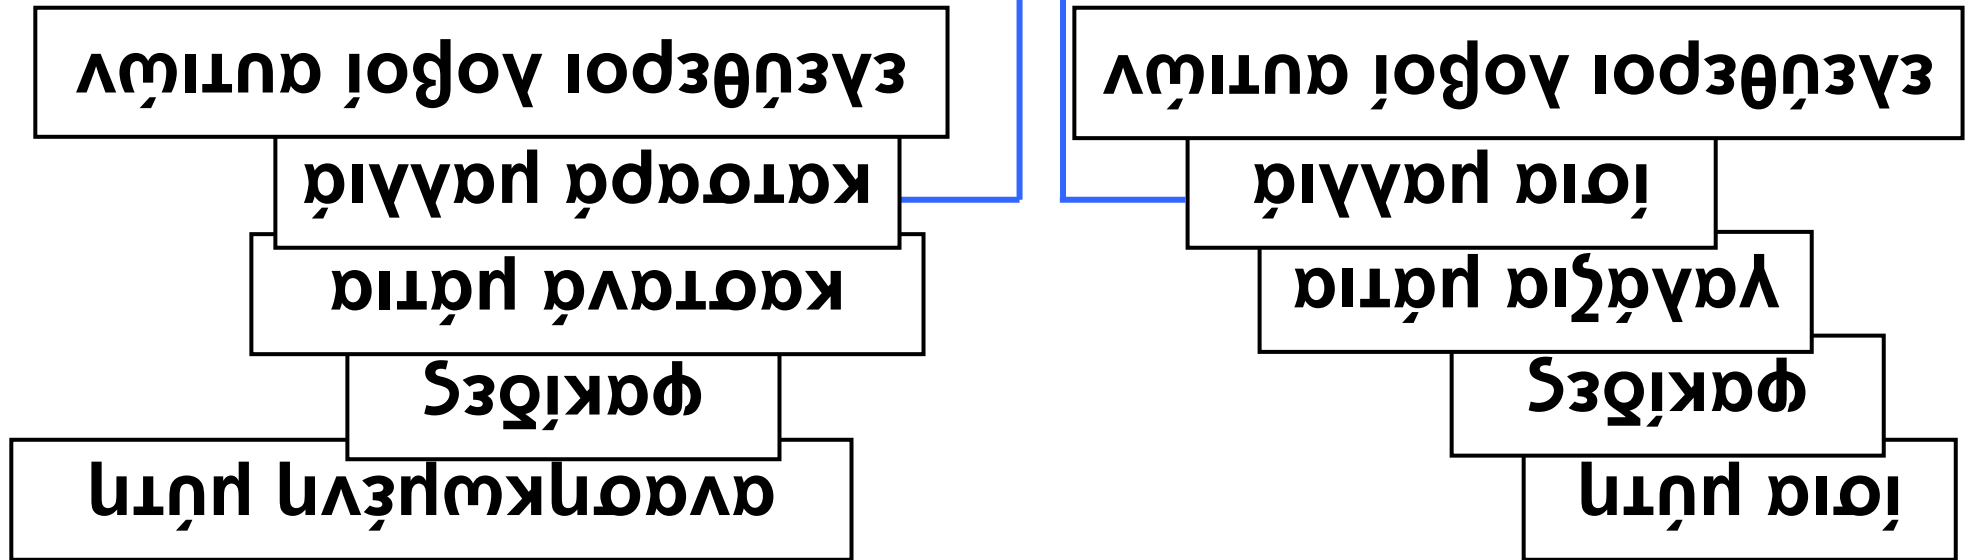 ίσια μύτη
φακίδες
γαλάζια μάτια
ίσια μαλλιά
ελεύθεροι λοβοί αυτιών
ανασηκωμένη μύτη
φακίδες
καστανά μάτια
κατσαρά μαλλιά
ελεύθεροι λοβοί αυτιών